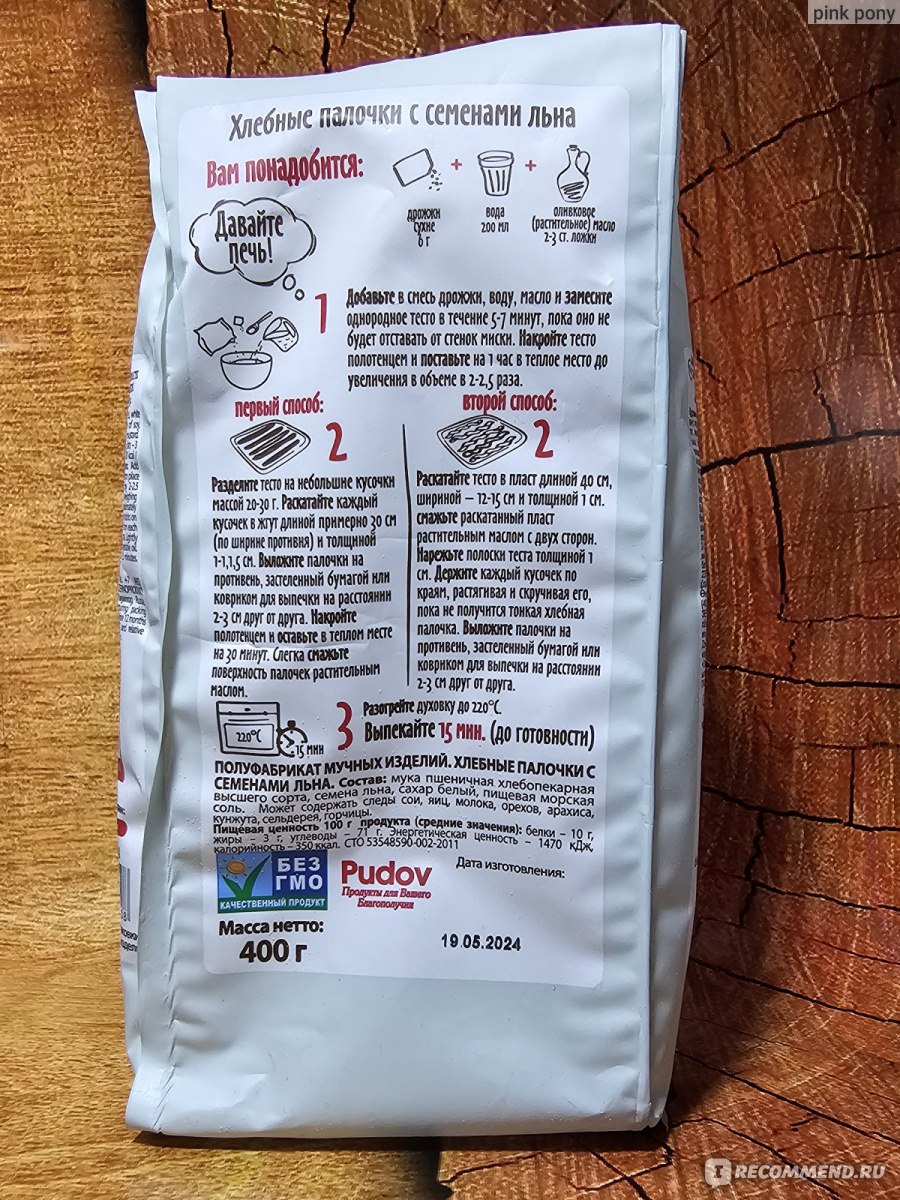 pink pony
Хлебные палочки с семенами льна
Вам понадобится:
Давайте
печь!
+
+
дрожжи
сухие
6 г
вода
200 мл
оливковое
(растительное) масло
2-3 ст. ложки
1
Добавьте в смесь дрожжи, воду, масло и замесите
однородное тесто в течение 5-7 минут, пока оно не
будет отставать от стенок миски. Накройте тесто
полотенцем и поставьте на 1 час в теплое место до
увеличения в объеме в 2-2,5 раза.
первый способ:
2
Разделите тесто на небольшие кусочки
массой 20-30 г. Раскатайте каждый
кусочек в жгут длиной примерно 30 см
(по ширине противня) и толщиной
1-1,1,5 см. Выложите палочки на
противень, застеленный бумагой или
ковриком для выпечки на расстоянии
2-3 см друг от друга. Накройте
полотенцем и оставьте в теплом месте
на 30 минут. Слегка смажьте
поверхность палочек растительным
маслом.
второй способ:
2
Раскатайте тесто в пласт длиной 40 см,
шириной – 12-15 см и толщиной 1 см.
смажьте раскатанный пласт
растительным маслом с двух сторон.
Нарежьте полоски теста толщиной 1
см. Держите каждый кусочек по
краям, растягивая и скручивая его,
пока не получится тонкая хлебная
палочка. Выложите палочки на
противень, застеленный бумагой или
ковриком для выпечки на расстоянии
2-3 см друг от друга.
220°С
15 мин
3
Разогрейте духовку до 220°С.
Выпекайте 15 мин. (до готовности)
ПОЛУФАБРИКАТ МУЧНЫХ ИЗДЕЛИЙ. ХЛЕБНЫЕ ПАЛОЧКИ С
СЕМЕНАМИ ЛЬНА. Состав: мука пшеничная хлебопекарная
высшего сорта, семена льна, сахар белый, пищевая морская
соль. Может содержать следы сои, яиц, молока, орехов, арахиса,
кунжута, сельдерея, горчицы.
Пищевая ценность 100 г продукта (средние значения): белки – 10 г,
жиры – 3 г, углеводы – 71 г. Энергетическая ценность – 1470 кДж,
калорийность – 350 ккал. СТО 53548590-002-2011
БЕЗ
ГМО
КАЧЕСТВЕННЫЙ ПРОДУКТ
Pudov
Продукты для Вашего
Благополучия
Дата изготовления:
Масса нетто:
400 г
19.05.2024
RECOMMEND.RU